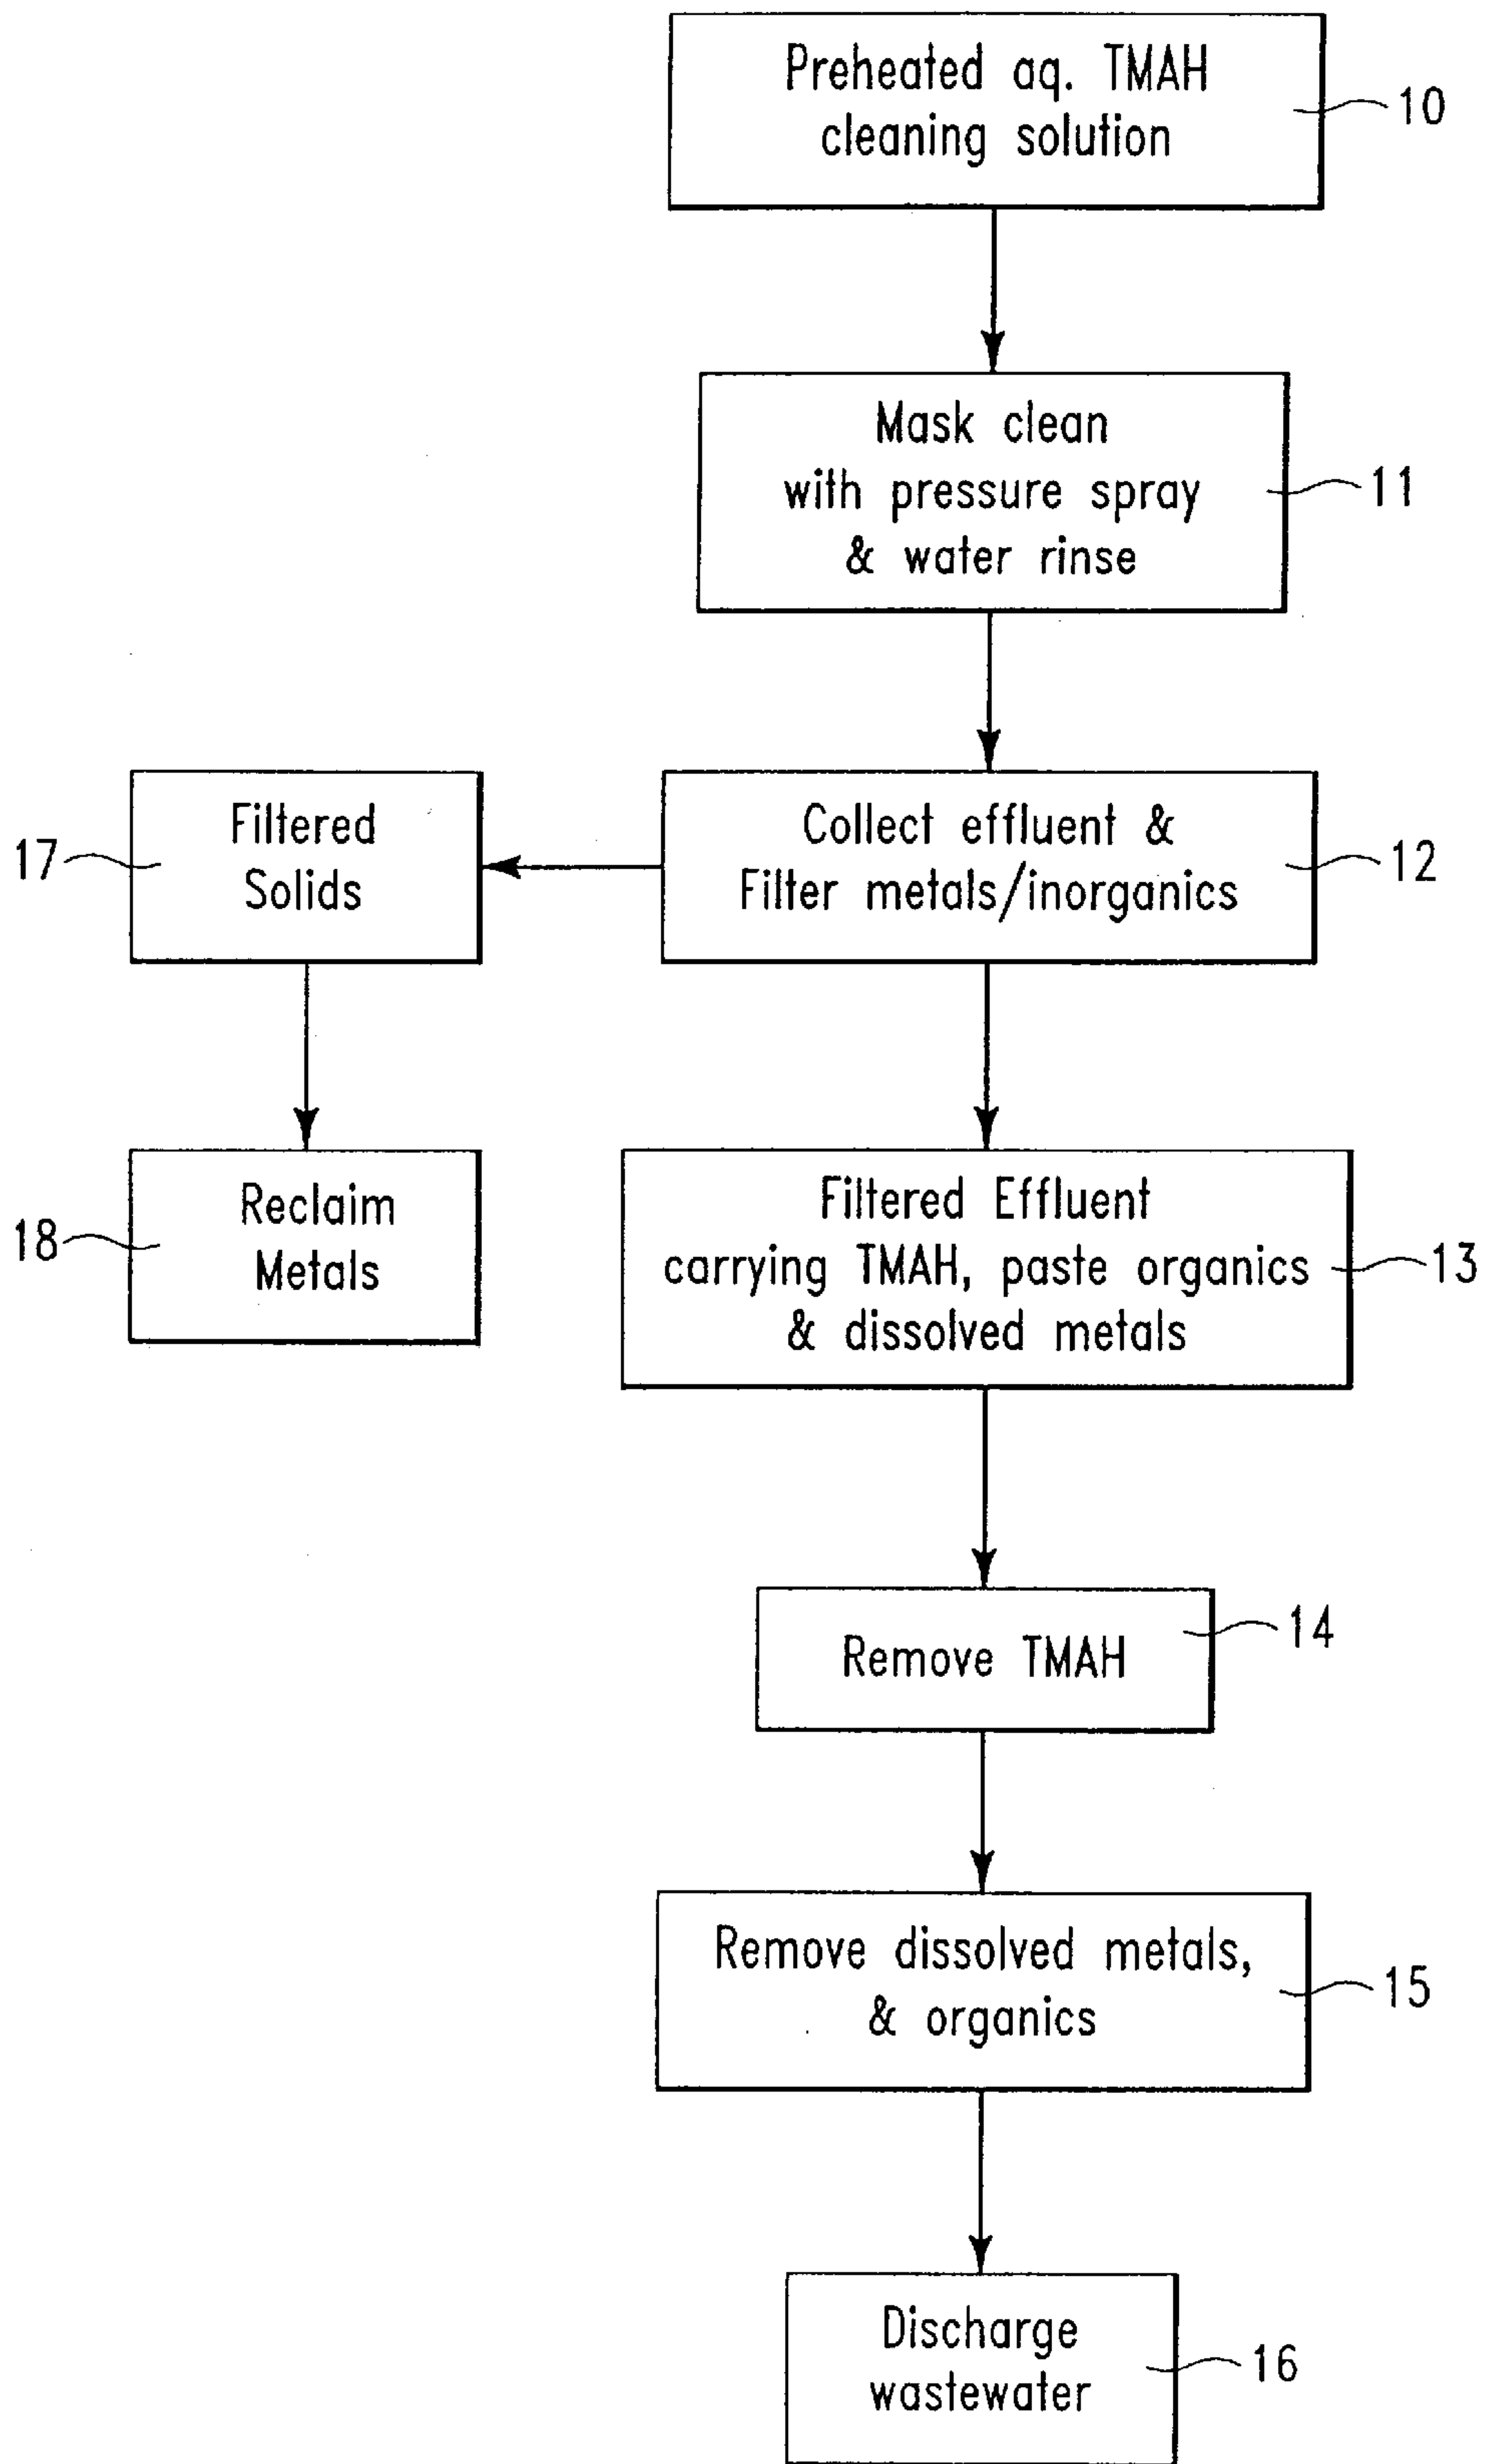 Preheated aq. TMAH
cleaning solution
10
Mask clean
with pressure spray
& water rinse
11
Filtered
Solids
17
Collect effluent &
Filter metals/inorganics
12
Reclaim
Metals
18
Filtered Effluent
carrying TMAH, paste organics
& dissolved metals
13
Remove TMAH
14
Remove dissolved metals,
& organics
15
Discharge
wastewater
16